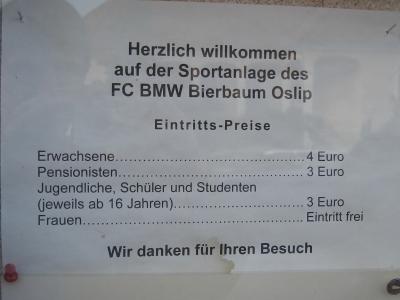 Herzlich willkommen
auf der Sportanlage des
FC BMW Bierbaum Oslip
Eintritts-Preise
Erwachsene……………………………………… 4 Euro
Pensionisten……………………………………… 3 Euro
Jugendliche, Schüler und Studenten
(jeweils ab 16 Jahren)…………………………… 3 Euro
Frauen…………………………………………… Eintritt frei
Wir danken für Ihren Besuch